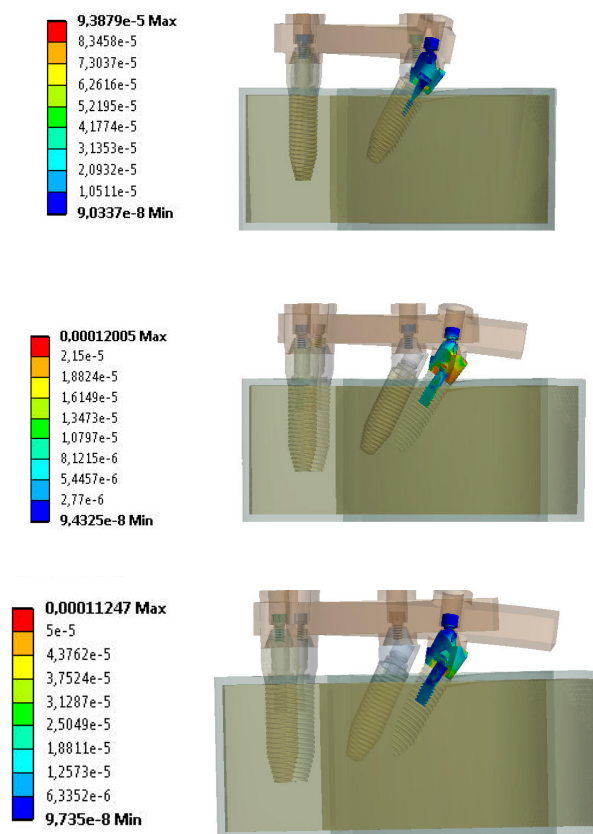 9,3879e-5 Max
8,3458e-5
7,3037e-5
6,2616e-5
5,2195e-5
4,1774e-5
3,1353e-5
2,0932e-5
1,0511e-5
9,0337e-8 Min
0,00012005 Max
2,15e-5
1,8824e-5
1,6149e-5
1,3473e-5
1,0797e-5
8,1215e-6
5,4457e-6
2,77e-6
9,4325e-8 Min
0,00011247 Max
5e-5
4,3762e-5
3,7524e-5
3,1287e-5
2,5049e-5
1,8811e-5
1,2573e-5
6,3352e-6
9,735e-8 Min